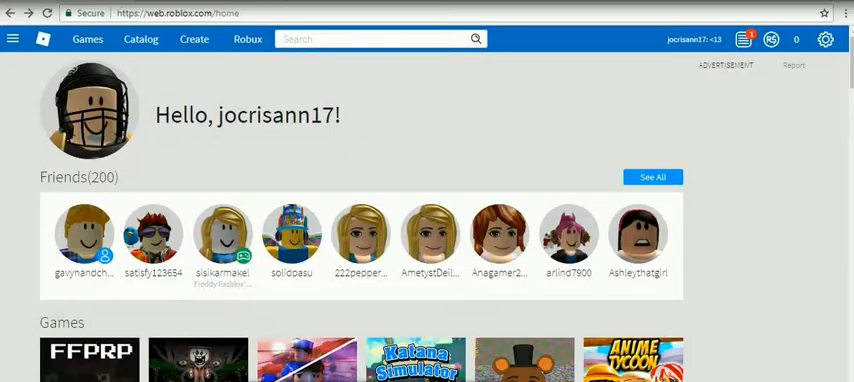 Secure https://web.roblox.com/home
Games Catalog Create Robux Search jocrisann17: <13 1 R$ 0
ADVERTISEMENT Report
Hello, jocrisann17!
Friends(200) See All
gavynandch... satisfy123654 sisikarmakel solidpasu 222pepper... AmetystDeil... Anagamer2... arlind7900 Ashleythatgirl
Freddy Fazblox'...
Games
FFPRP Katana Simulator ANIME TYCOON